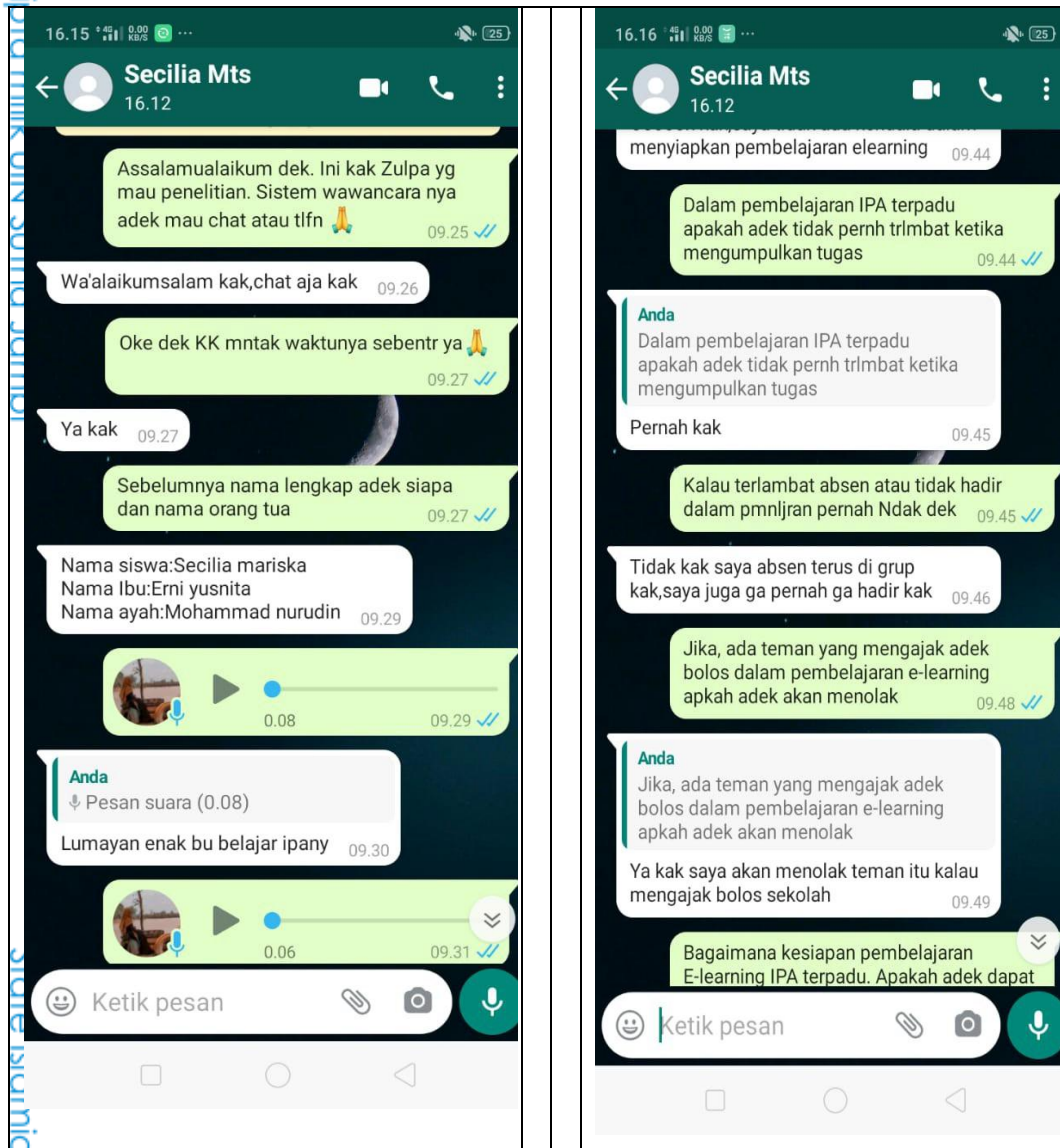 16.15 4G 0.00 KB/S ... 25
Secilia Mts
16.12
Assalamualaikum dek. Ini kak Zulpa yg
mau penelitian. Sistem wawancara nya
adek mau chat atau tlfn 🙏 09.25
Wa'alaikumsalam kak,chat aja kak 09.26
Oke dek KK mntak waktunya sebentr ya🙏
09.27
Ya kak 09.27
Sebelumnya nama lengkap adek siapa
dan nama orang tua 09.27
Nama siswa:Secilia mariska
Nama Ibu:Erni yusnita
Nama ayah:Mohammad nurudin 09.29
0.08 09.29
Anda
Pesan suara (0.08)
Lumayan enak bu belajar ipany 09.30
0.06 09.31
Ketik pesan
16.16 4G 0.00 KB/S ... 25
Secilia Mts
16.12
menyiapkan pembelajaran elearning 09.44
Dalam pembelajaran IPA terpadu
apakah adek tidak pernh trlmbat ketika
mengumpulkan tugas 09.44
Anda
Dalam pembelajaran IPA terpadu
apakah adek tidak pernh trlmbat ketika
mengumpulkan tugas
Pernah kak 09.45
Kalau terlambat absen atau tidak hadir
dalam pmnljran pernah Ndak dek 09.45
Tidak kak saya absen terus di grup
kak,saya juga ga pernah ga hadir kak 09.46
Jika, ada teman yang mengajak adek
bolos dalam pembelajaran e-learning
apkah adek akan menolak 09.48
Anda
Jika, ada teman yang mengajak adek
bolos dalam pembelajaran e-learning
apkah adek akan menolak
Ya kak saya akan menolak teman itu kalau
mengajak bolos sekolah 09.49
Bagaimana kesiapan pembelajaran
E-learning IPA terpadu. Apakah adek dapat
Ketik pesan